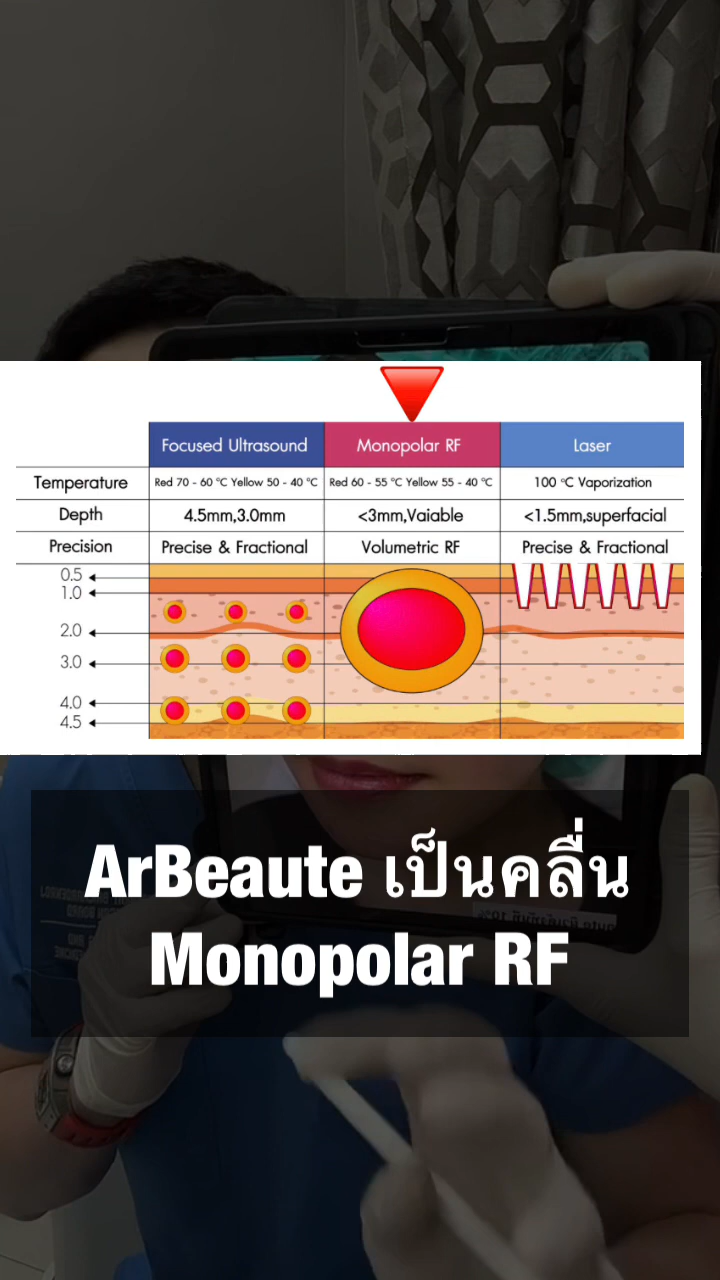 Focused Ultrasound Monopolar RF Laser
Temperature Red 70 - 60 °C Yellow 50 - 40 °C Red 60 - 55 °C Yellow 55 - 40 °C 100 °C Vaporization
Depth 4.5mm,3.0mm <3mm,Vaiable <1.5mm,superfacial
Precision Precise & Fractional Volumetric RF Precise & Fractional
0.5
1.0
2.0
3.0
4.0
4.5
ArBeaute เป็นคลื่น
Monopolar RF